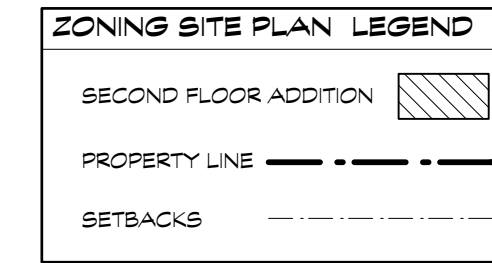 ZONING SITE PLAN LEGEND
SECOND FLOOR ADDITION
PROPERTY LINE
SETBACKS